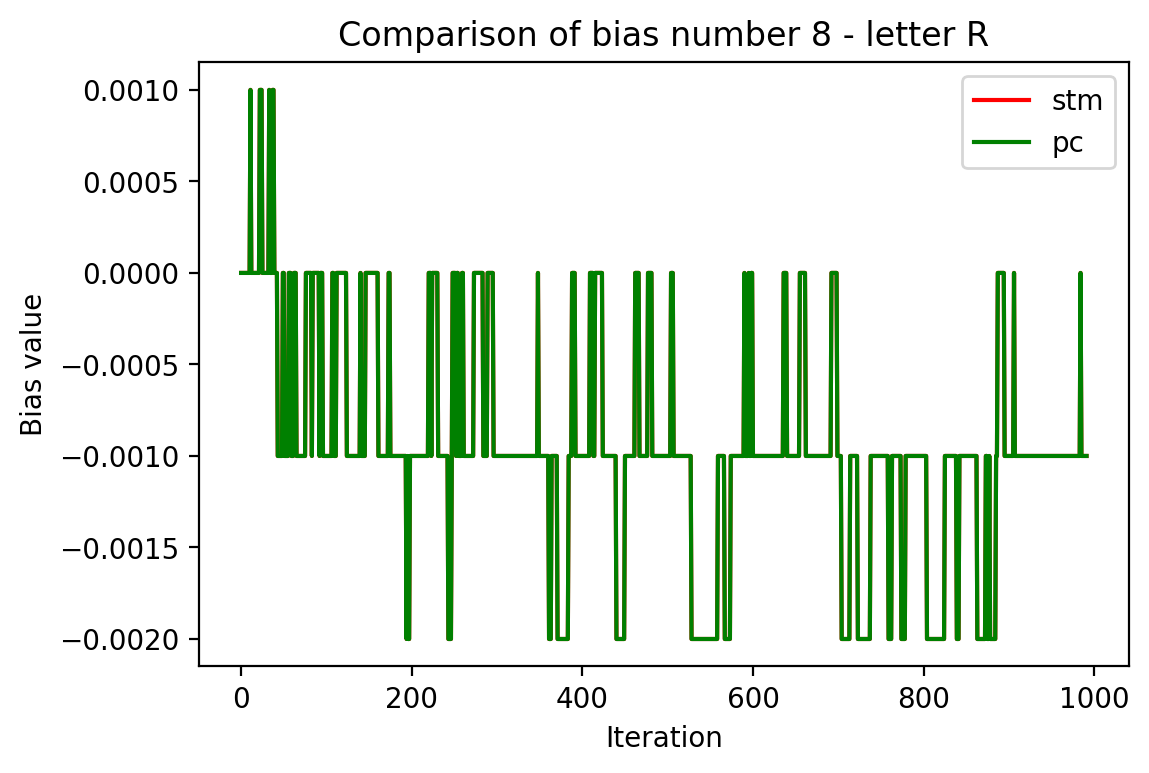 Comparison of bias number 8 - letter R
stm
pc
0.0010
0.0005
0.0000
−0.0005
−0.0010
−0.0015
−0.0020
Bias value
0 200 400 600 800 1000
Iteration